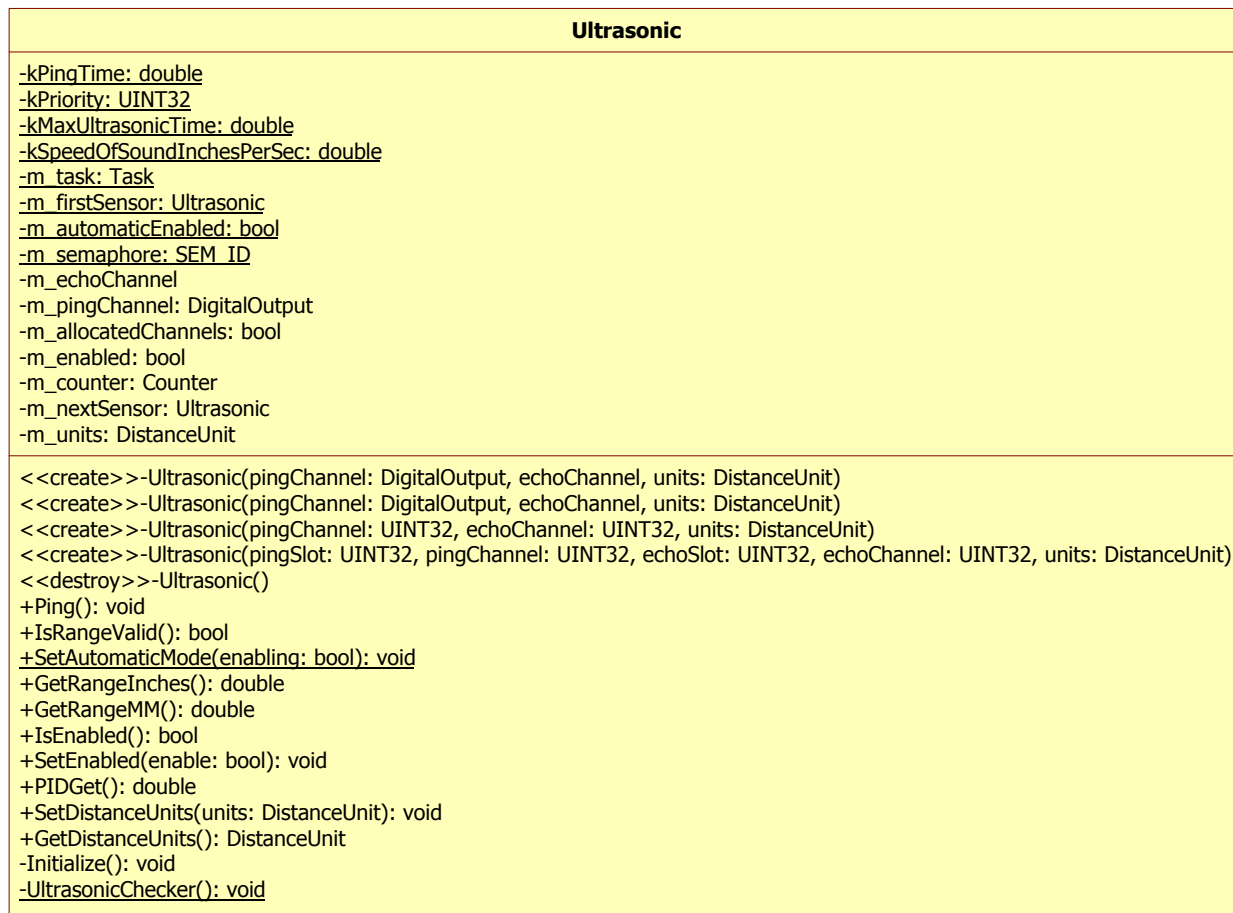 Ultrasonic
-kPingTime: double
-kPriority: UINT32
-kMaxUltrasonicTime: double
-kSpeedOfSoundInchesPerSec: double
-m_task: Task
-m_firstSensor: Ultrasonic
-m_automaticEnabled: bool
-m_semaphore: SEM_ID
-m_echoChannel
-m_pingChannel: DigitalOutput
-m_allocatedChannels: bool
-m_enabled: bool
-m_counter: Counter
-m_nextSensor: Ultrasonic
-m_units: DistanceUnit
<<create>>-Ultrasonic(pingChannel: DigitalOutput, echoChannel, units: DistanceUnit)
<<create>>-Ultrasonic(pingChannel: DigitalOutput, echoChannel, units: DistanceUnit)
<<create>>-Ultrasonic(pingChannel: UINT32, echoChannel: UINT32, units: DistanceUnit)
<<create>>-Ultrasonic(pingSlot: UINT32, pingChannel: UINT32, echoSlot: UINT32, echoChannel: UINT32, units: DistanceUnit)
<<destroy>>-Ultrasonic()
+Ping(): void
+IsRangeValid(): bool
+SetAutomaticMode(enabling: bool): void
+GetRangeInches(): double
+GetRangeMM(): double
+IsEnabled(): bool
+SetEnabled(enable: bool): void
+PIDGet(): double
+SetDistanceUnits(units: DistanceUnit): void
+GetDistanceUnits(): DistanceUnit
-Initialize(): void
-UltrasonicChecker(): void